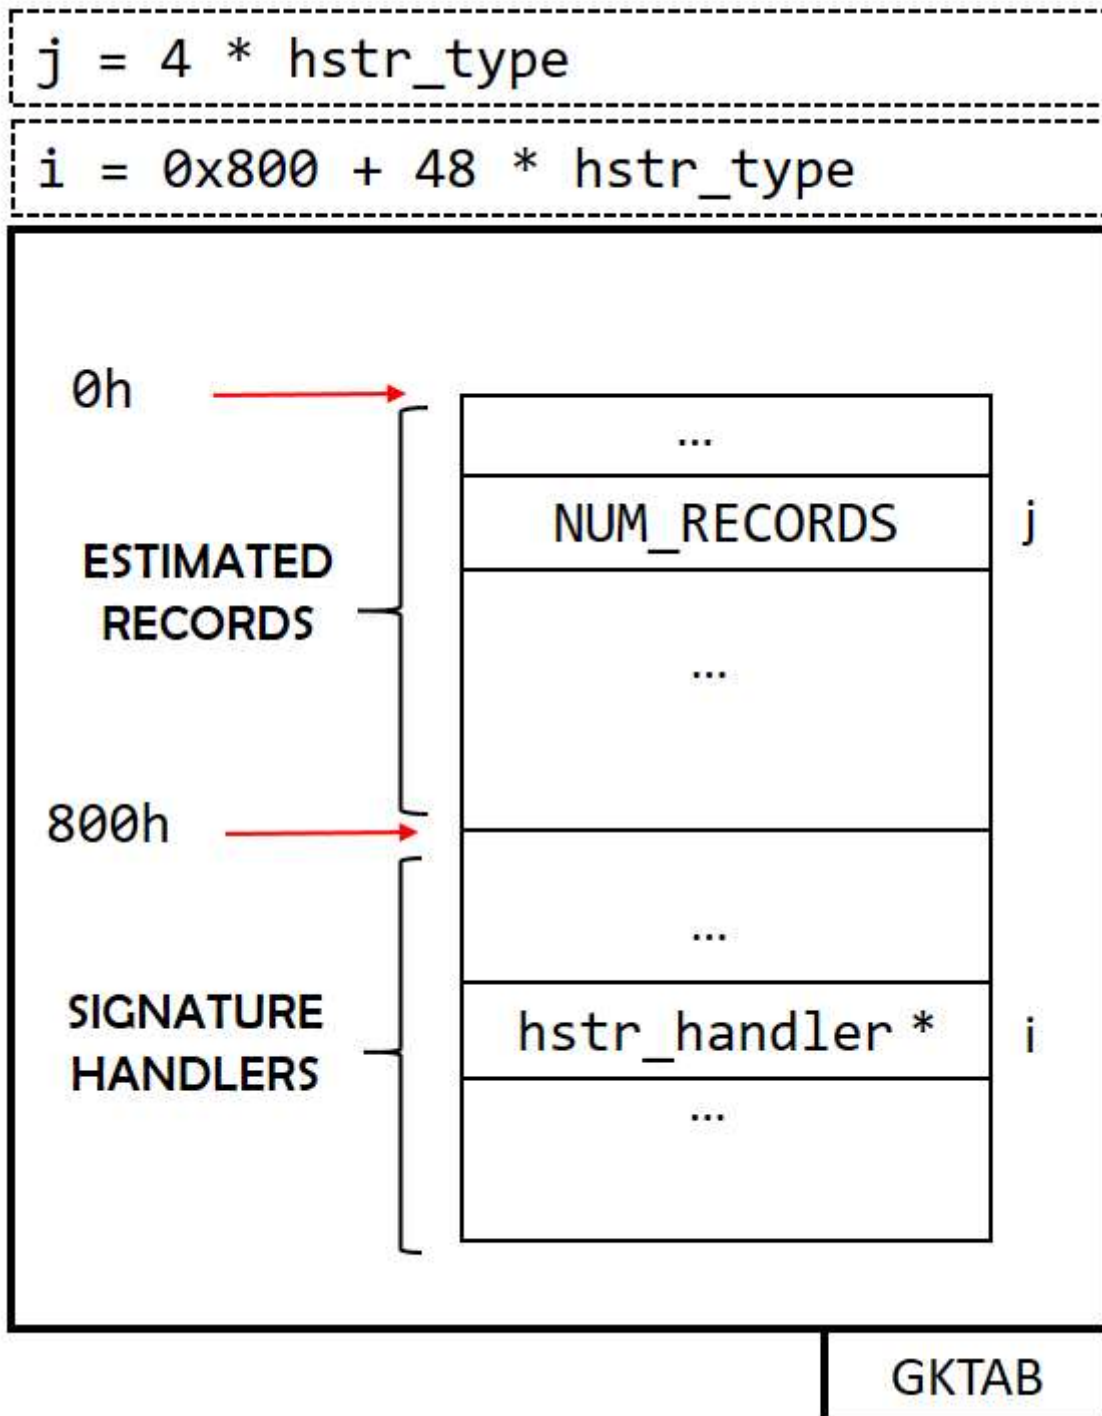 j = 4 * hstr_type
i = 0x800 + 48 * hstr_type
0h
...
NUM_RECORDS
j
ESTIMATED
RECORDS
...
800h
...
SIGNATURE
HANDLERS
hstr_handler *
i
...
GKTAB